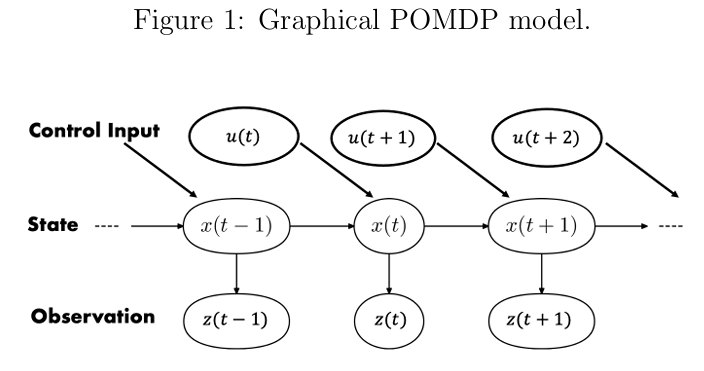 Figure 1: Graphical POMDP model.
Control Input u(t) u(t + 1) u(t + 2)
State ---- x(t − 1) x(t) x(t + 1) ----
Observation z(t − 1) z(t) z(t + 1)